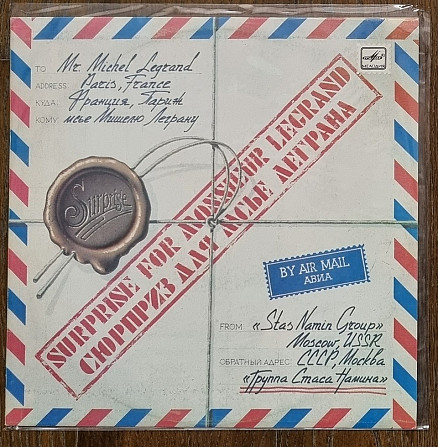 TO Mr. Michel Legrand
ADDRESS: Paris, France
КУДА: Франция, Париж
КОМУ: мсье Мишелю Леграну
МЕЛОДИЯ
Surprise
SURPRISE FOR MONSIEUR LEGRAND
СЮРПРИЗ ДЛЯ МСЬЕ ЛЕГРАНА
BY AIR MAIL
АВИА
FROM: «Stas Namin Group»
Moscow, USSR
ОБРАТНЫЙ АДРЕС: СССР, Москва
«Группа Стаса Намина»